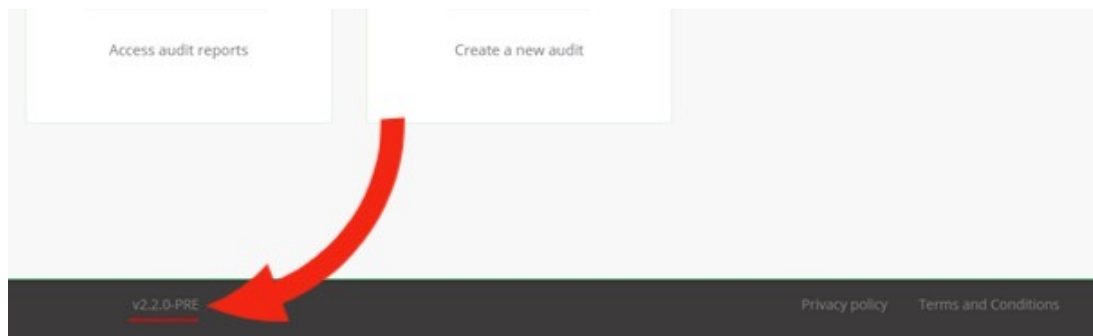 Access audit reports
Create a new audit
v2.2.0-PRE
Privacy policy
Terms and Conditions